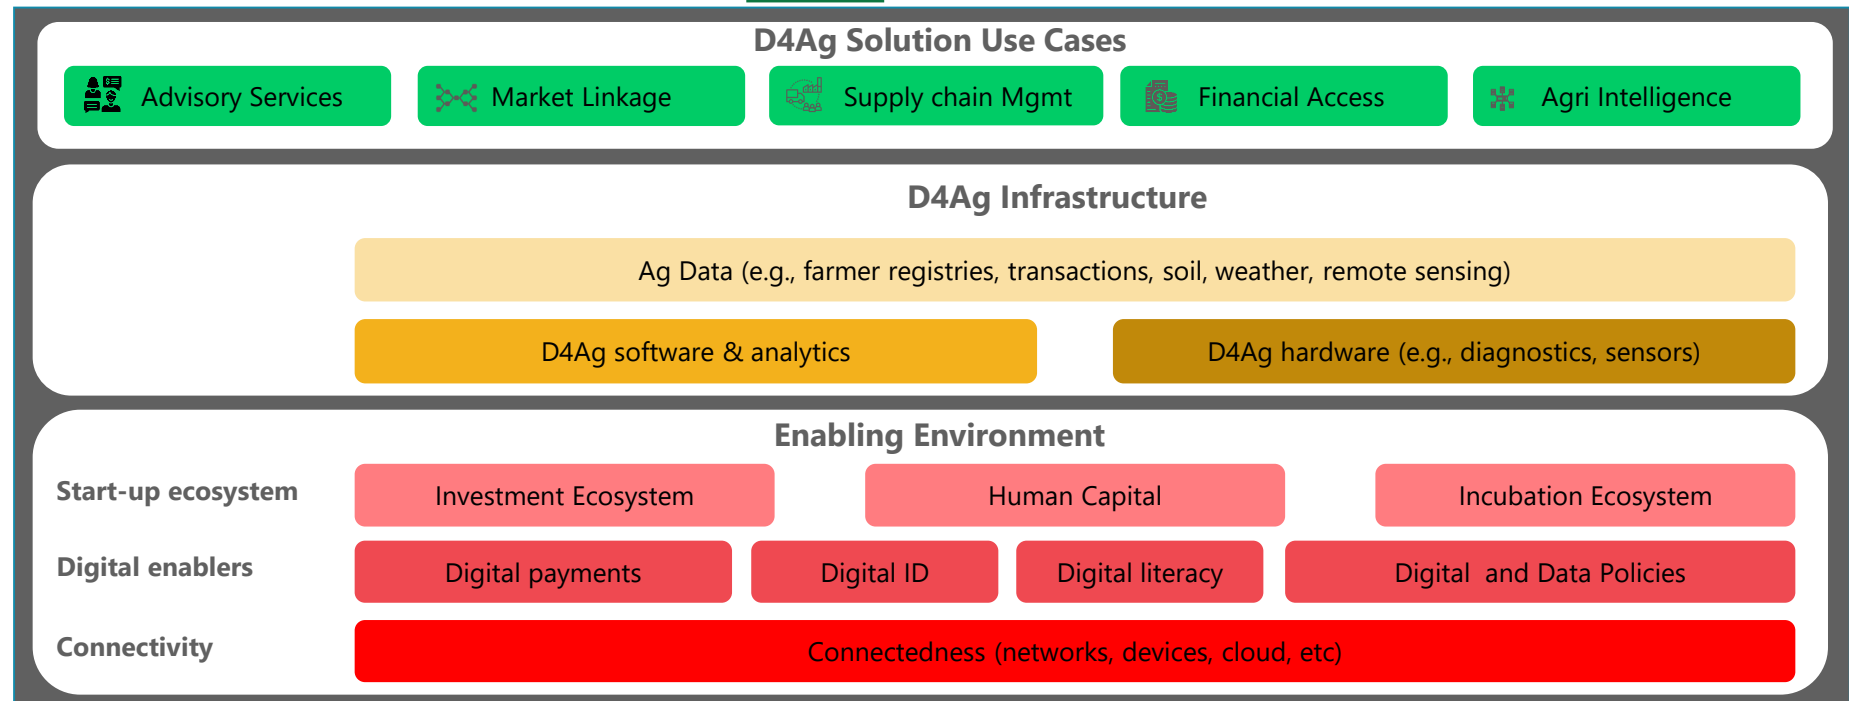 D4Ag Solution Use Cases
Advisory Services
Market Linkage
Supply chain Mgmt
Financial Access
Agri Intelligence
D4Ag Infrastructure
Ag Data (e.g., farmer registries, transactions, soil, weather, remote sensing)
D4Ag software & analytics
D4Ag hardware (e.g., diagnostics, sensors)
Enabling Environment
Start-up ecosystem
Investment Ecosystem
Human Capital
Incubation Ecosystem
Digital enablers
Digital payments
Digital ID
Digital literacy
Digital  and Data Policies
Connectivity
Connectedness (networks, devices, cloud, etc)